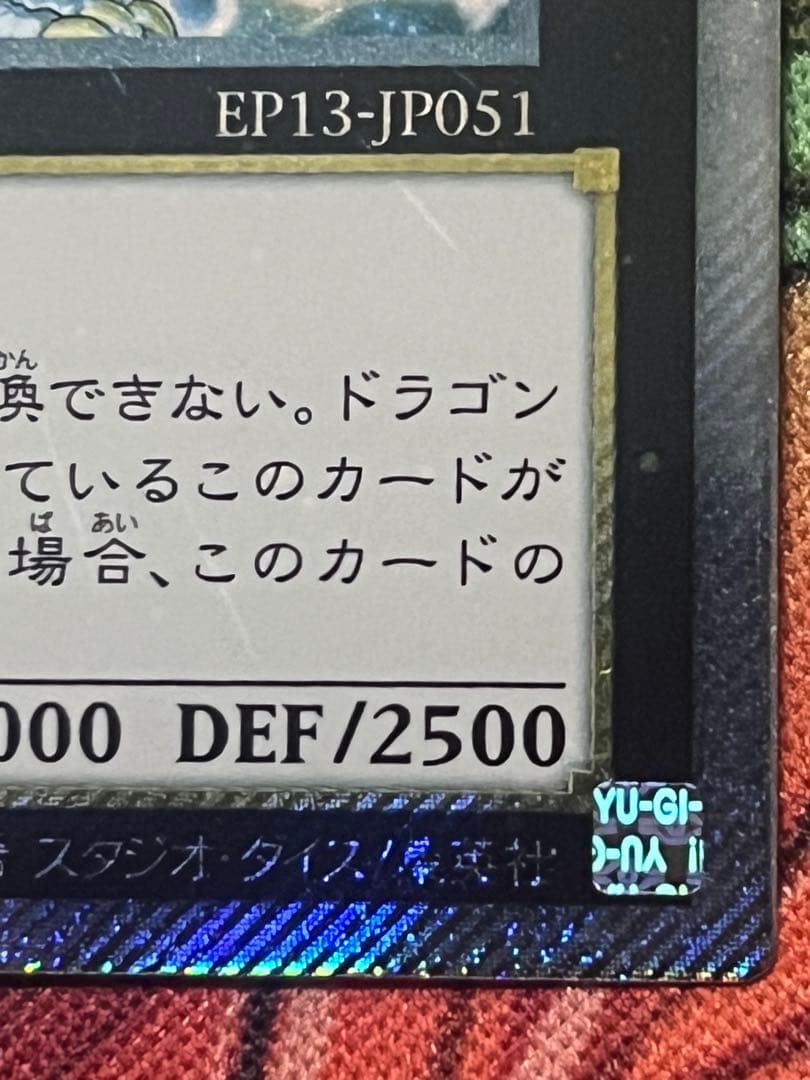 EP13-JP051
かん
喚できない。ドラゴン
ているこのカードが
ば あい
場合、このカードの
000 DEF/2500
スタジオ・ダイス/集英社
YU-GI-